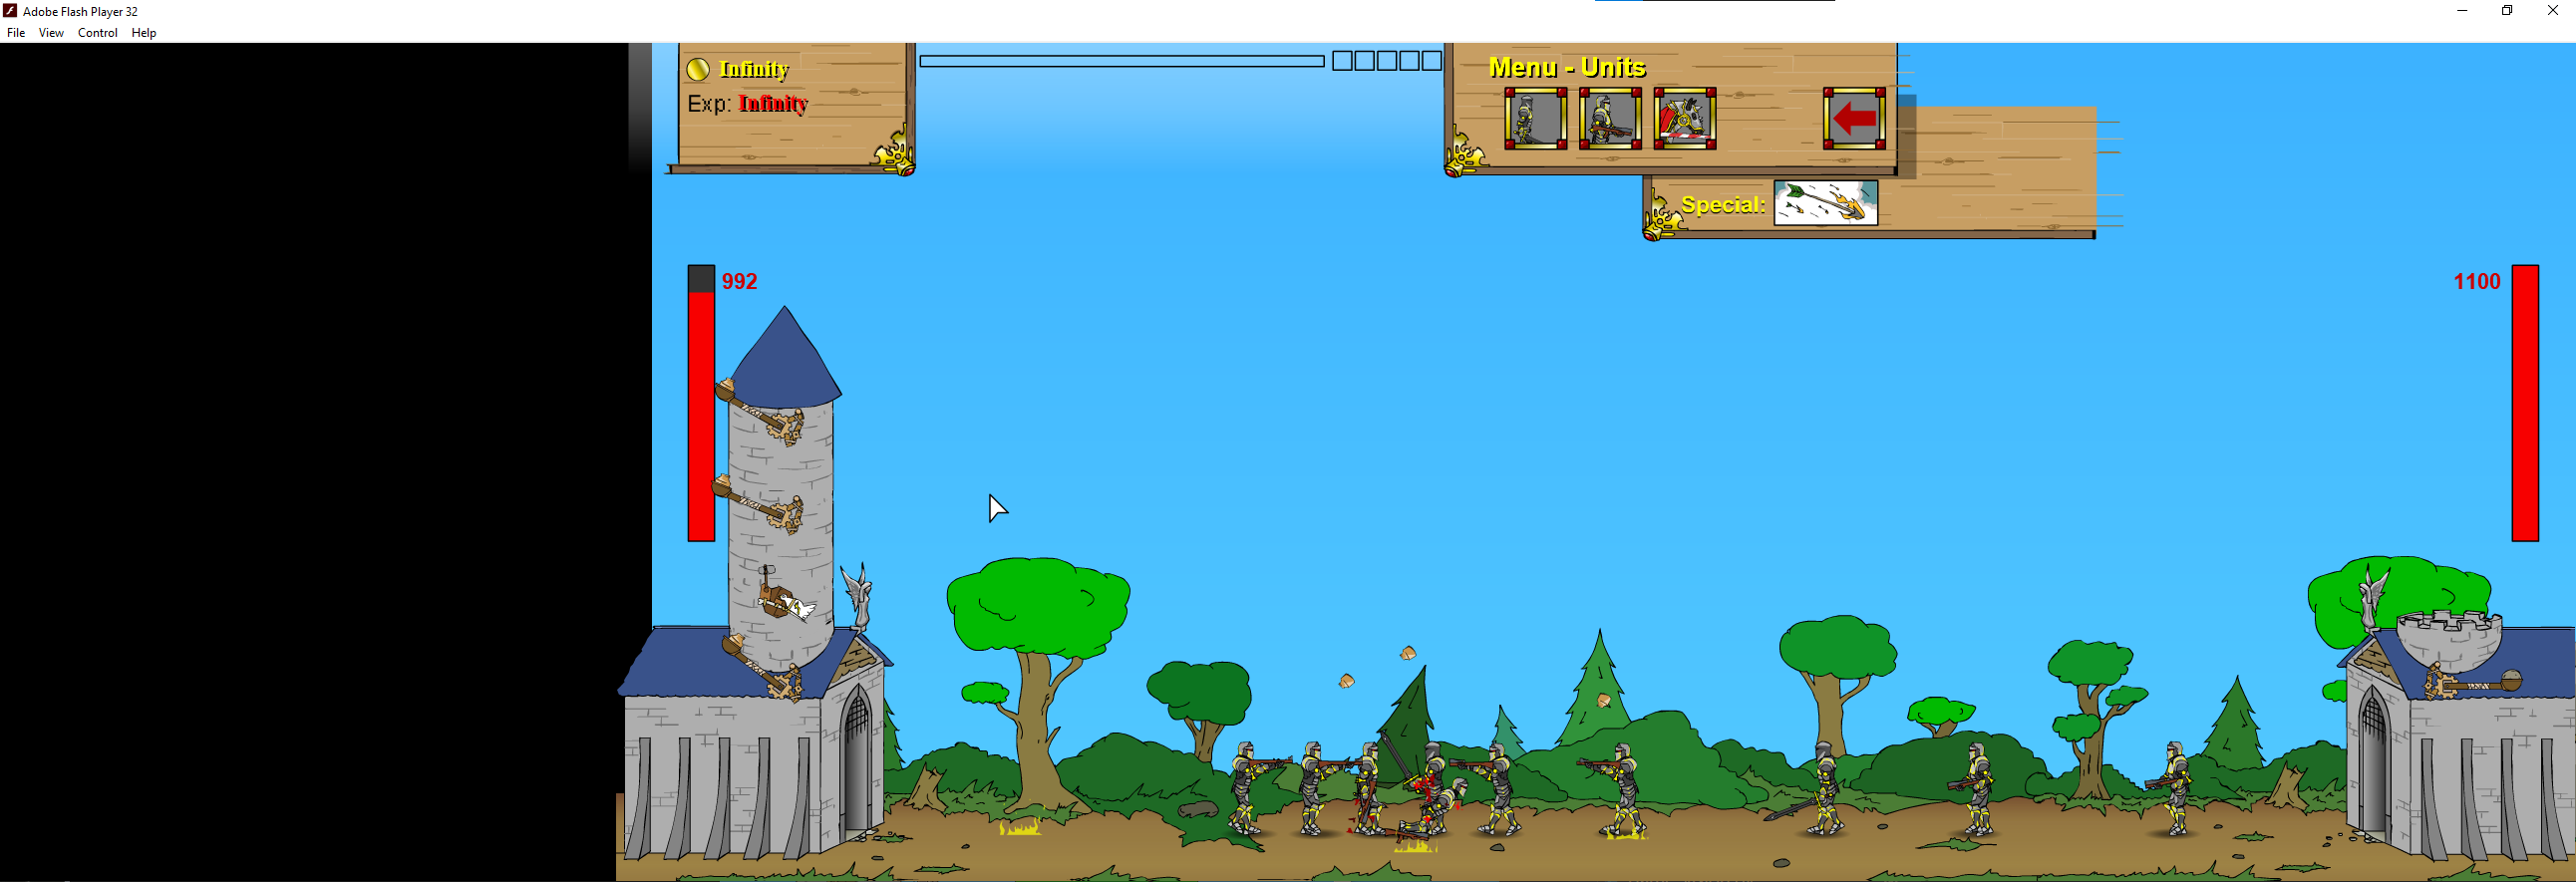 Adobe Flash Player 32
File View Control Help
Infinity
Exp: Infinity
Menu - Units
Special:
992
1100